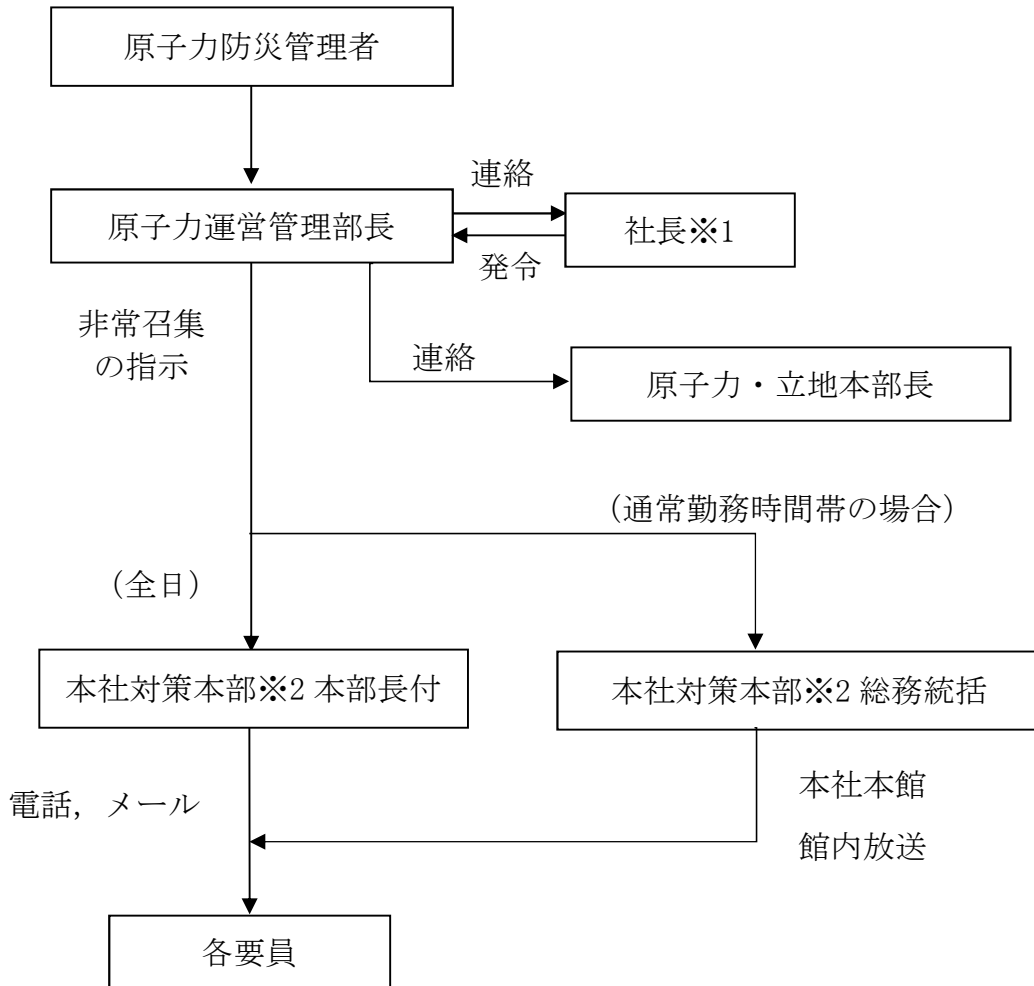 原子力防災管理者
連絡
原子力運営管理部長
社長※1
発令
非常召集
の指示
連絡
原子力・立地本部長
(通常勤務時間帯の場合)
(全日)
本社対策本部※2 本部長付
本社対策本部※2 総務統括
電話，メール
本社本館
館内放送
各要員